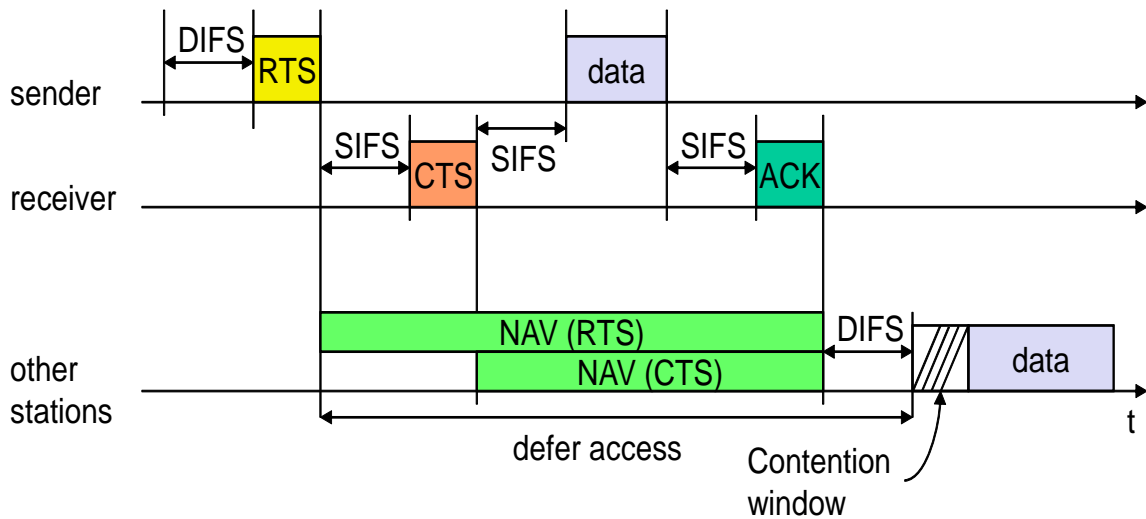 DIFS
RTS
data
sender
SIFS
CTS
SIFS
SIFS
ACK
receiver
NAV (RTS)
DIFS
NAV (CTS)
data
other
stations
t
defer access
Contention
window